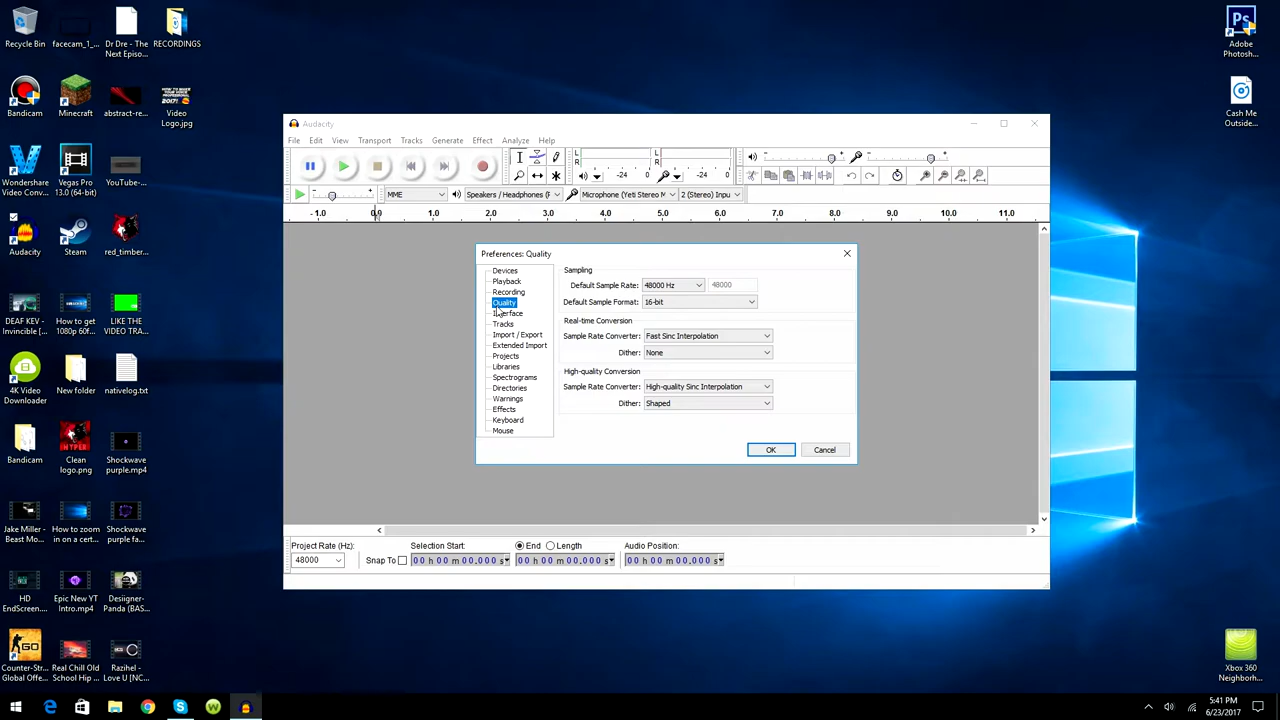 Recycle Bin
facecam_1_...
Dr Dre - The
Next Episo...
RECORDINGS
Bandicam
Minecraft
abstract-re...
Video
Logo.jpg
Wondershare
Video Conv...
Vegas Pro
13.0 (64-bit)
YouTube-...
Audacity
Steam
red_timber...
DEAF KEV -
Invincible [...
How to get
1080p 60f...
LIKE THE
VIDEO TRA...
4K Video
Downloader
New folder
nativelog.txt
Bandicam
Clean
logo.png
Shockwave
purple.mp4
Jake Miller -
Beast Mo...
How to zoom
in on a cert...
Shockwave
purple fa...
HD
EndScreen....
Epic New YT
Intro.mp4
Desiigner-
Panda (BAS...
Counter-Str...
Global Offe...
Real Chill Old
School Hip ...
Razihel -
Love U [NC...
Ps
Adobe
Photosh...
Cash Me
Outside...
Xbox 360
Neighborh...
Audacity
File Edit View Transport Tracks Generate Effect Analyze Help
L
R
-24 0
L
R
-24 0
MME
Speakers / Headphones (F
Microphone (Yeti Stereo M
2 (Stereo) Inpu
- 1.0 0.0 1.0 2.0 3.0 4.0 5.0 6.0 7.0 8.0 9.0 10.0 11.0
Preferences: Quality
Devices
Playback
Recording
Quality
Interface
Tracks
Import / Export
Extended Import
Projects
Libraries
Spectrograms
Directories
Warnings
Effects
Keyboard
Mouse
Sampling
Default Sample Rate: 48000 Hz 48000
Default Sample Format: 16-bit
Real-time Conversion
Sample Rate Converter: Fast Sinc Interpolation
Dither: None
High-quality Conversion
Sample Rate Converter: High-quality Sinc Interpolation
Dither: Shaped
OK Cancel
Project Rate (Hz): Selection Start: End Length Audio Position:
48000 Snap To 00 h 00 m 00.000 s 00 h 00 m 00.000 s 00 h 00 m 00.000 s
5:41 PM
6/23/2017